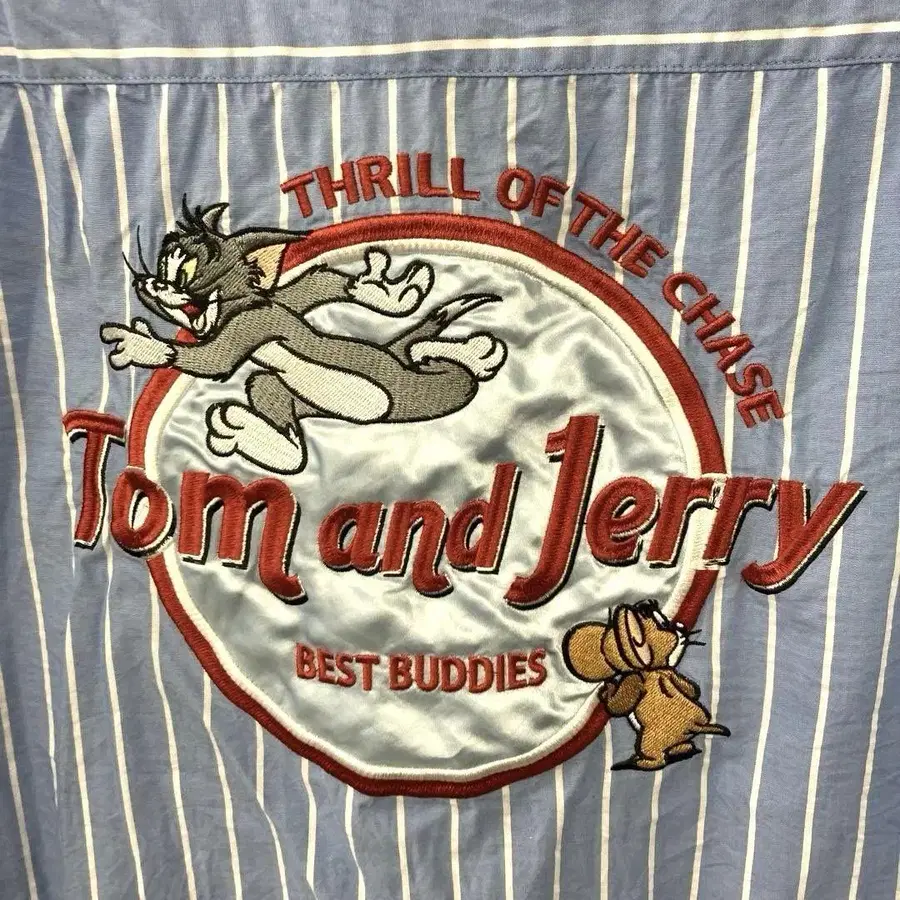 THRILL OF THE CHASE
Tom and Jerry
BEST BUDDIES